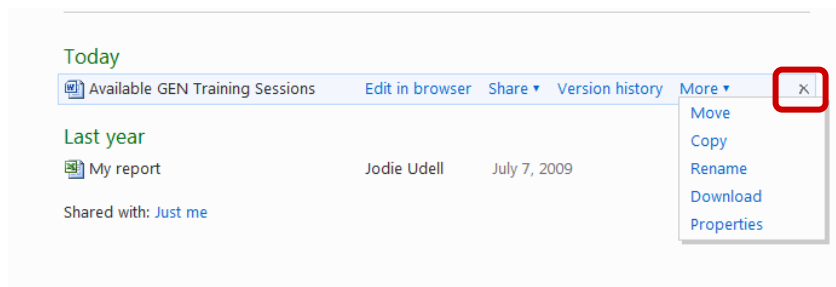 Today
Available GEN Training Sessions Edit in browser Share ▾ Version history More ▾ X
Move
Last year
Copy
My report Jodie Udell July 7, 2009 Rename
Download
Shared with: Just me
Properties